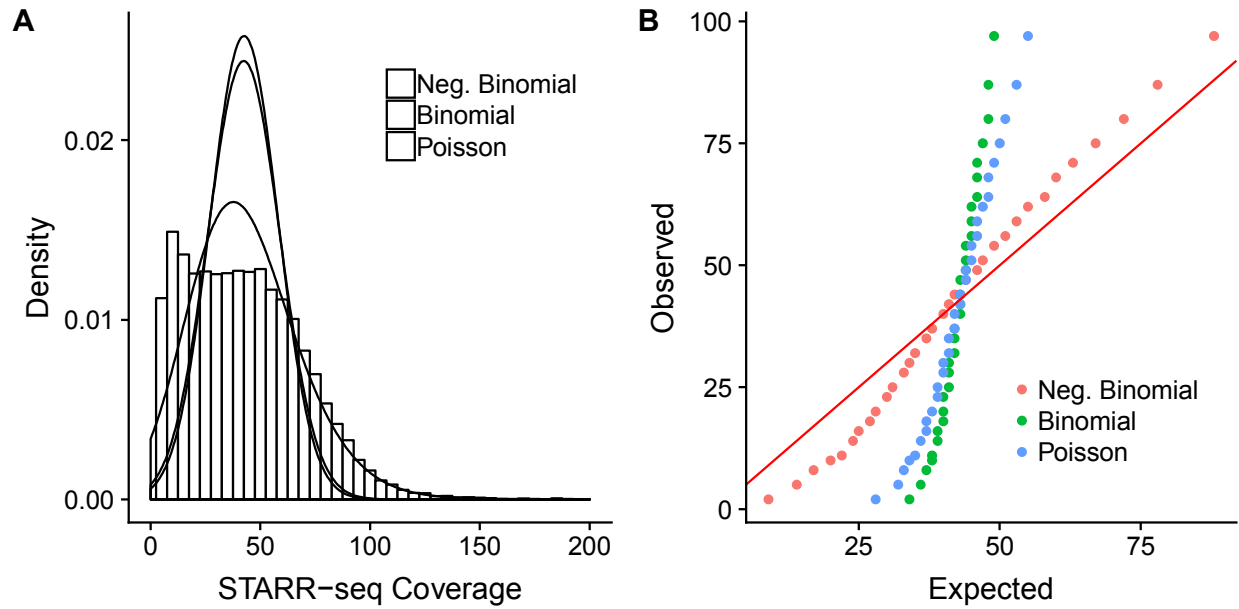 A
Density
0.02
0.01
0.00
Neg. Binomial
Binomial
Poisson
0
50
100
150
200
STARR−seq Coverage
B
Observed
100
75
50
25
0
Neg. Binomial
Binomial
Poisson
25
50
75
Expected